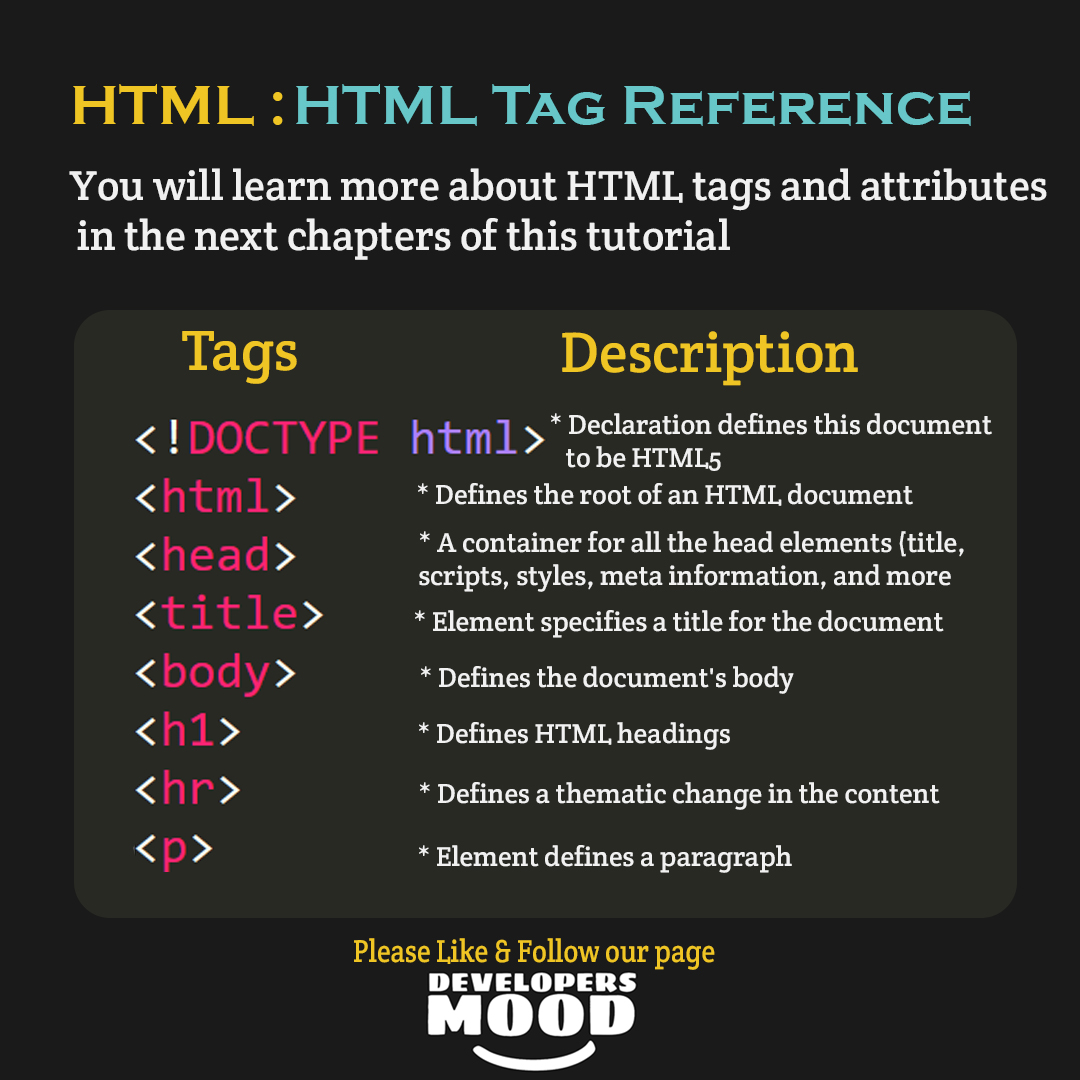 HTML : HTML Tag Reference
You will learn more about HTML tags and attributes
in the next chapters of this tutorial
Tags Description
<!DOCTYPE html> * Declaration defines this document
to be HTML5
<html> * Defines the root of an HTML document
<head> * A container for all the head elements (title,
scripts, styles, meta information, and more
<title> * Element specifies a title for the document
<body> * Defines the document's body
<h1> * Defines HTML headings
<hr> * Defines a thematic change in the content
<p> * Element defines a paragraph
Please Like & Follow our page
DEVELOPERS
MOOD